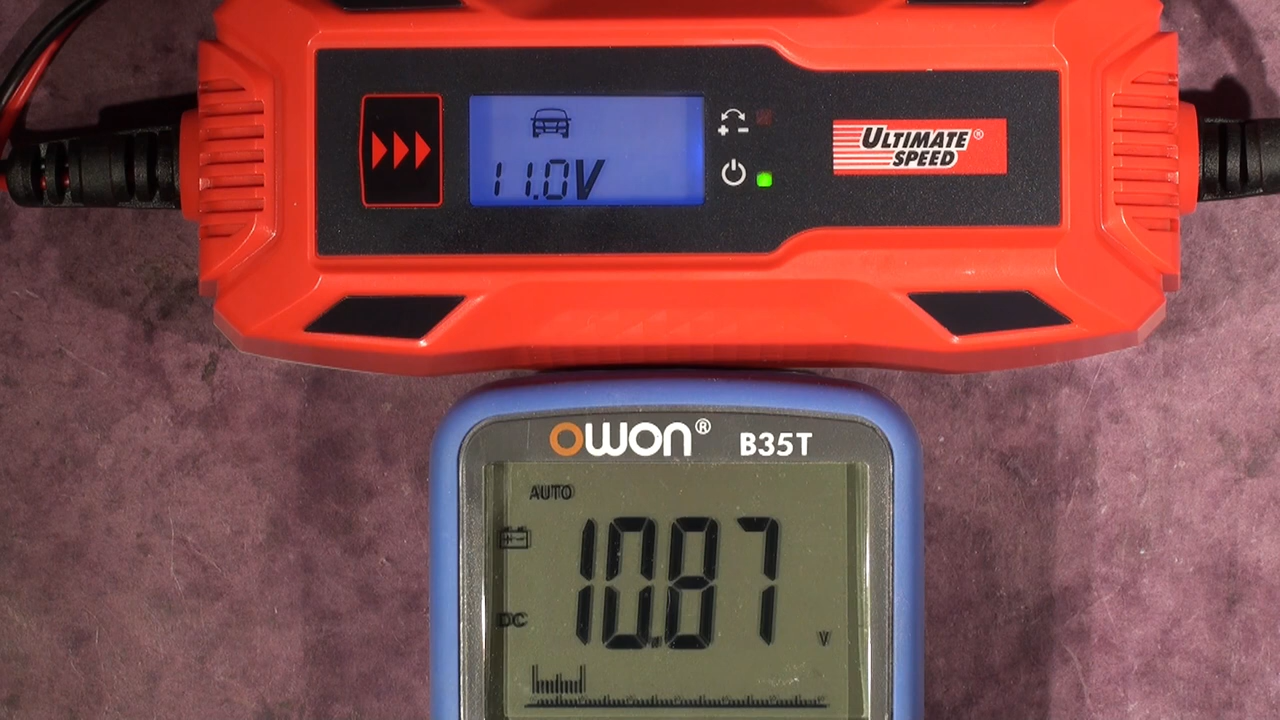 11.0V
ULTIMATE
SPEED®
OWON® B35T
AUTO
10.87
DC
V